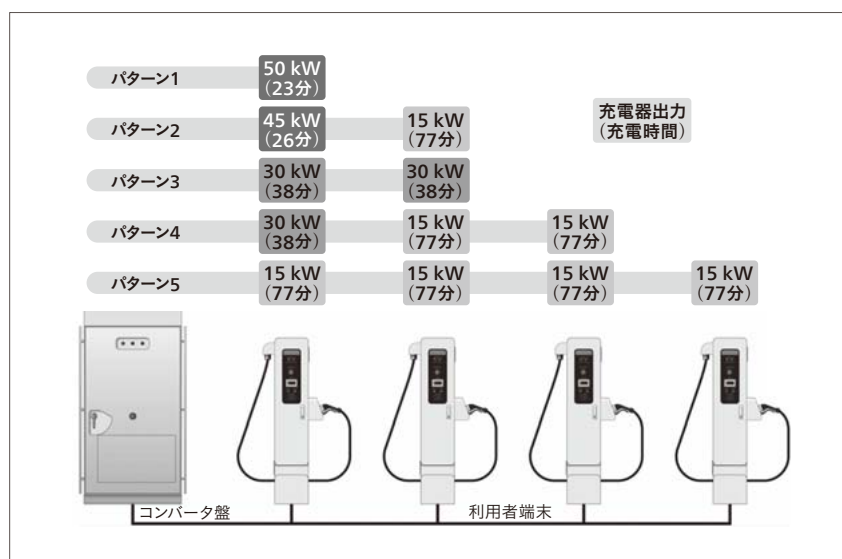 パターン1
50 kW
（23分）
パターン2
45 kW
（26分）
15 kW
（77分）
充電器出力
（充電時間）
パターン3
30 kW
（38分）
30 kW
（38分）
パターン4
30 kW
（38分）
15 kW
（77分）
15 kW
（77分）
パターン5
15 kW
（77分）
15 kW
（77分）
15 kW
（77分）
15 kW
（77分）
コンバータ盤
利用者端末